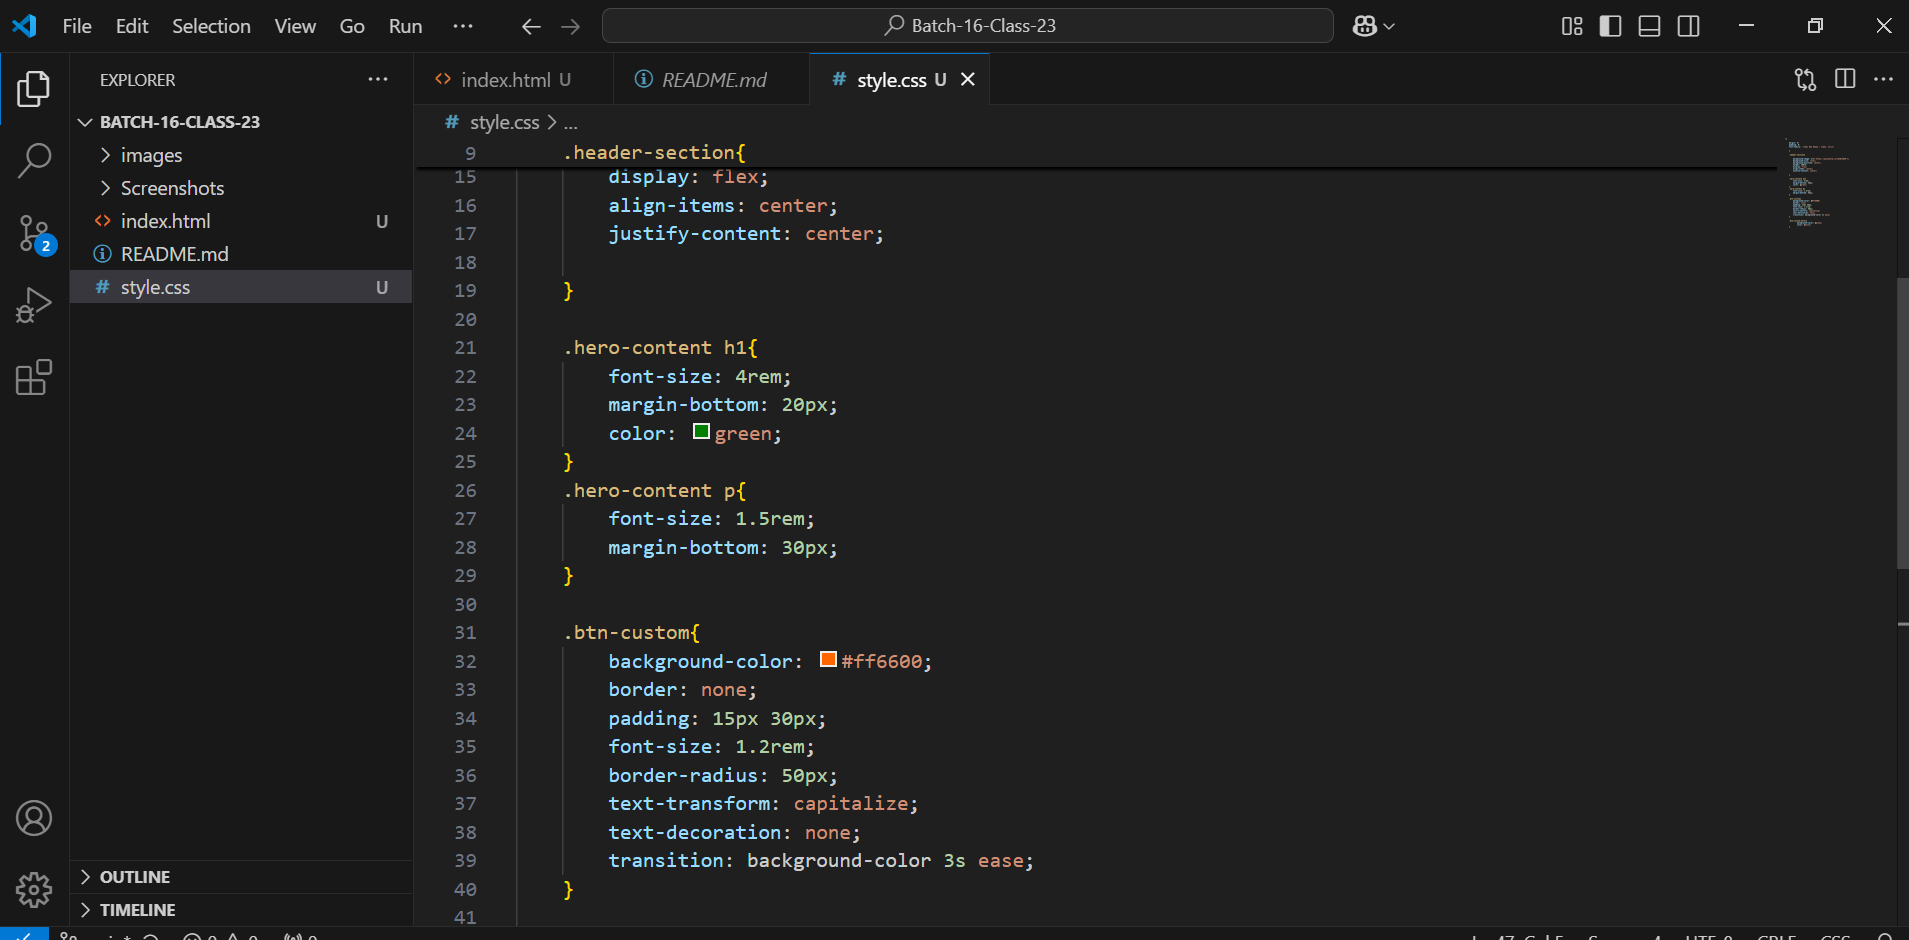 File Edit Selection View Go Run ··· Batch-16-Class-23
EXPLORER ···
index.html U README.md style.css U
style.css > ...
BATCH-16-CLASS-23
images
Screenshots
index.html U
README.md
style.css U
2
OUTLINE
TIMELINE
9 .header-section{
15 display: flex;
16 align-items: center;
17 justify-content: center;
18
19 }
20
21 .hero-content h1{
22 font-size: 4rem;
23 margin-bottom: 20px;
24 color: green;
25 }
26 .hero-content p{
27 font-size: 1.5rem;
28 margin-bottom: 30px;
29 }
30
31 .btn-custom{
32 background-color: #ff6600;
33 border: none;
34 padding: 15px 30px;
35 font-size: 1.2rem;
36 border-radius: 50px;
37 text-transform: capitalize;
38 text-decoration: none;
39 transition: background-color 3s ease;
40 }
41